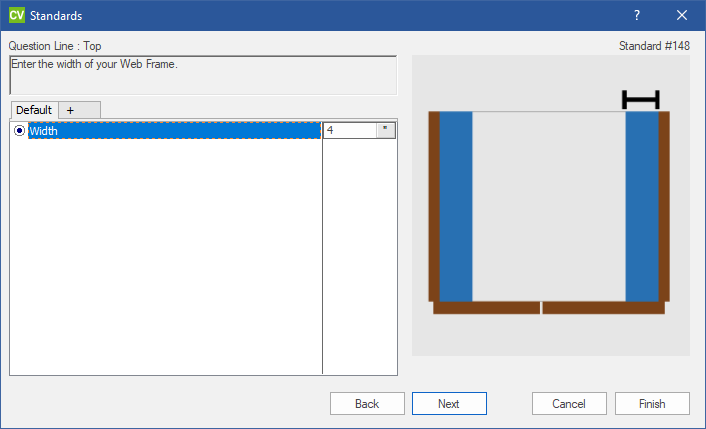 CV Standards ?
Question Line : Top Standard #148
Enter the width of your Web Frame.
Default +
Width 4 "
Back Next Cancel Finish